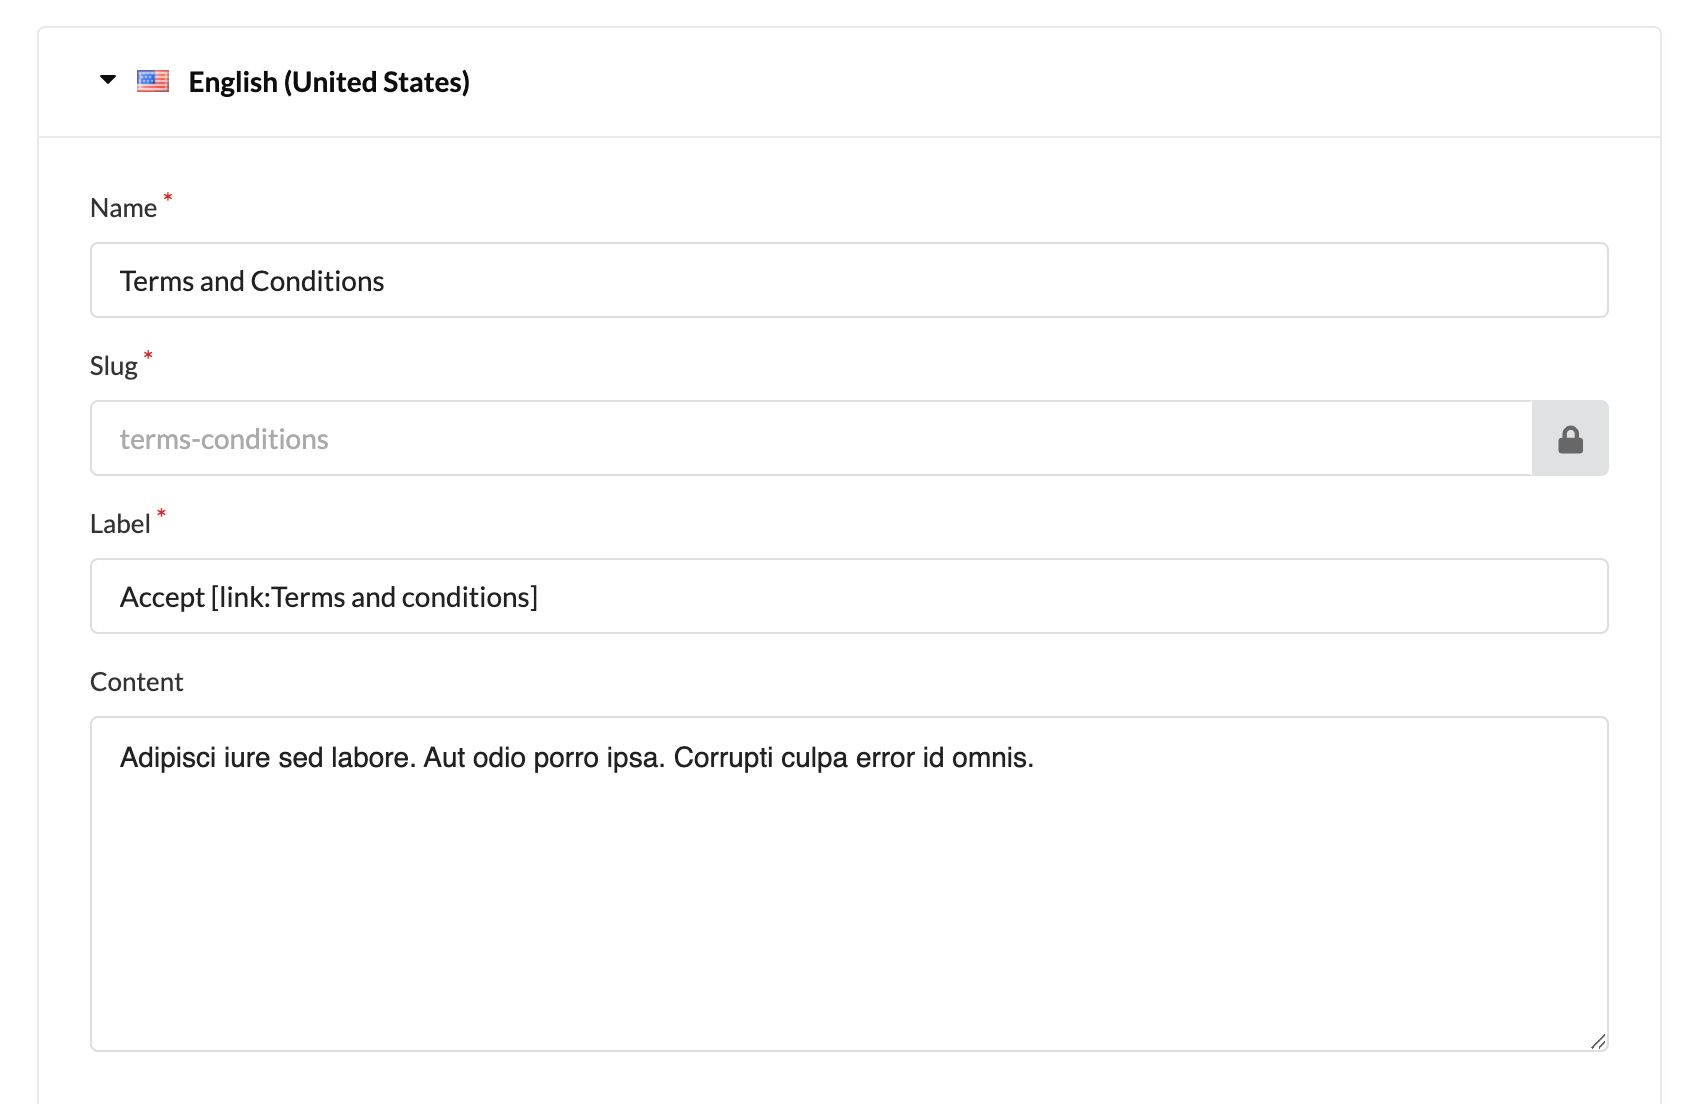 English (United States)
Name *
Terms and Conditions
Slug *
terms-conditions
Label *
Accept [link:Terms and conditions]
Content
Adipisci iure sed labore. Aut odio porro ipsa. Corrupti culpa error id omnis.